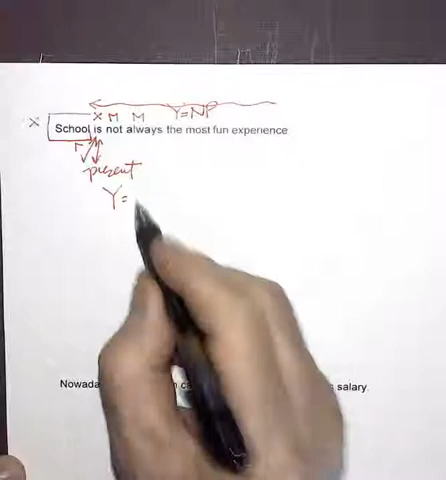 X M M Y=NP
X School is not always the most fun experience
present
Y=
Nowada salary.